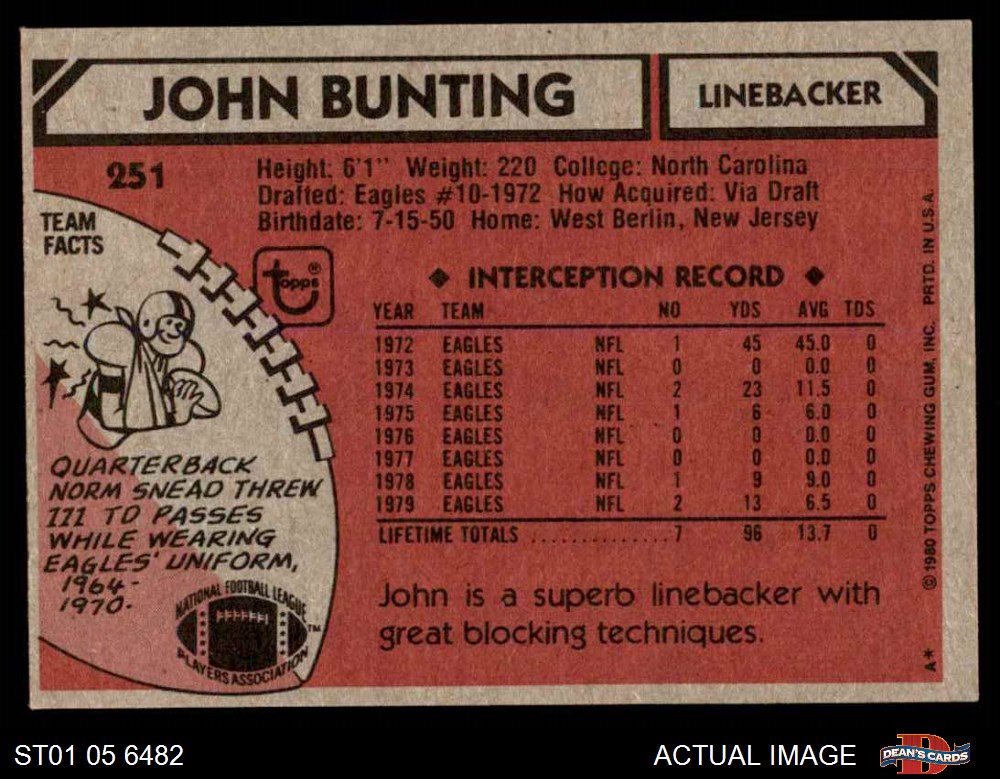 JOHN BUNTING
LINEBACKER
251
Height: 6'1" Weight: 220 College: North Carolina
Drafted: Eagles #10-1972 How Acquired: Via Draft
Birthdate: 7-15-50 Home: West Berlin, New Jersey
TEAM
FACTS
topps®
QUARTERBACK
NORM SNEAD THREW
111 TO PASSES
WHILE WEARING
EAGLES' UNIFORM,
1964-
1970.
NATIONAL FOOTBALL LEAGUE
PLAYERS ASSOCIATION
TM
◆ INTERCEPTION RECORD ◆
YEAR TEAM NO YDS AVG TDS
1972 EAGLES NFL 1 45 45.0 0
1973 EAGLES NFL 0 0 0.0 0
1974 EAGLES NFL 2 23 11.5 0
1975 EAGLES NFL 1 6 6.0 0
1976 EAGLES NFL 0 0 0.0 0
1977 EAGLES NFL 0 0 0.0 0
1978 EAGLES NFL 1 9 9.0 0
1979 EAGLES NFL 2 13 6.5 0
LIFETIME TOTALS .............. 7 96 13.7 0
John is a superb linebacker with
great blocking techniques.
A* © 1980 TOPPS CHEWING GUM, INC. PRTD. IN U.S.A.
ST01 05 6482
ACTUAL IMAGE
DEAN'S CARDS